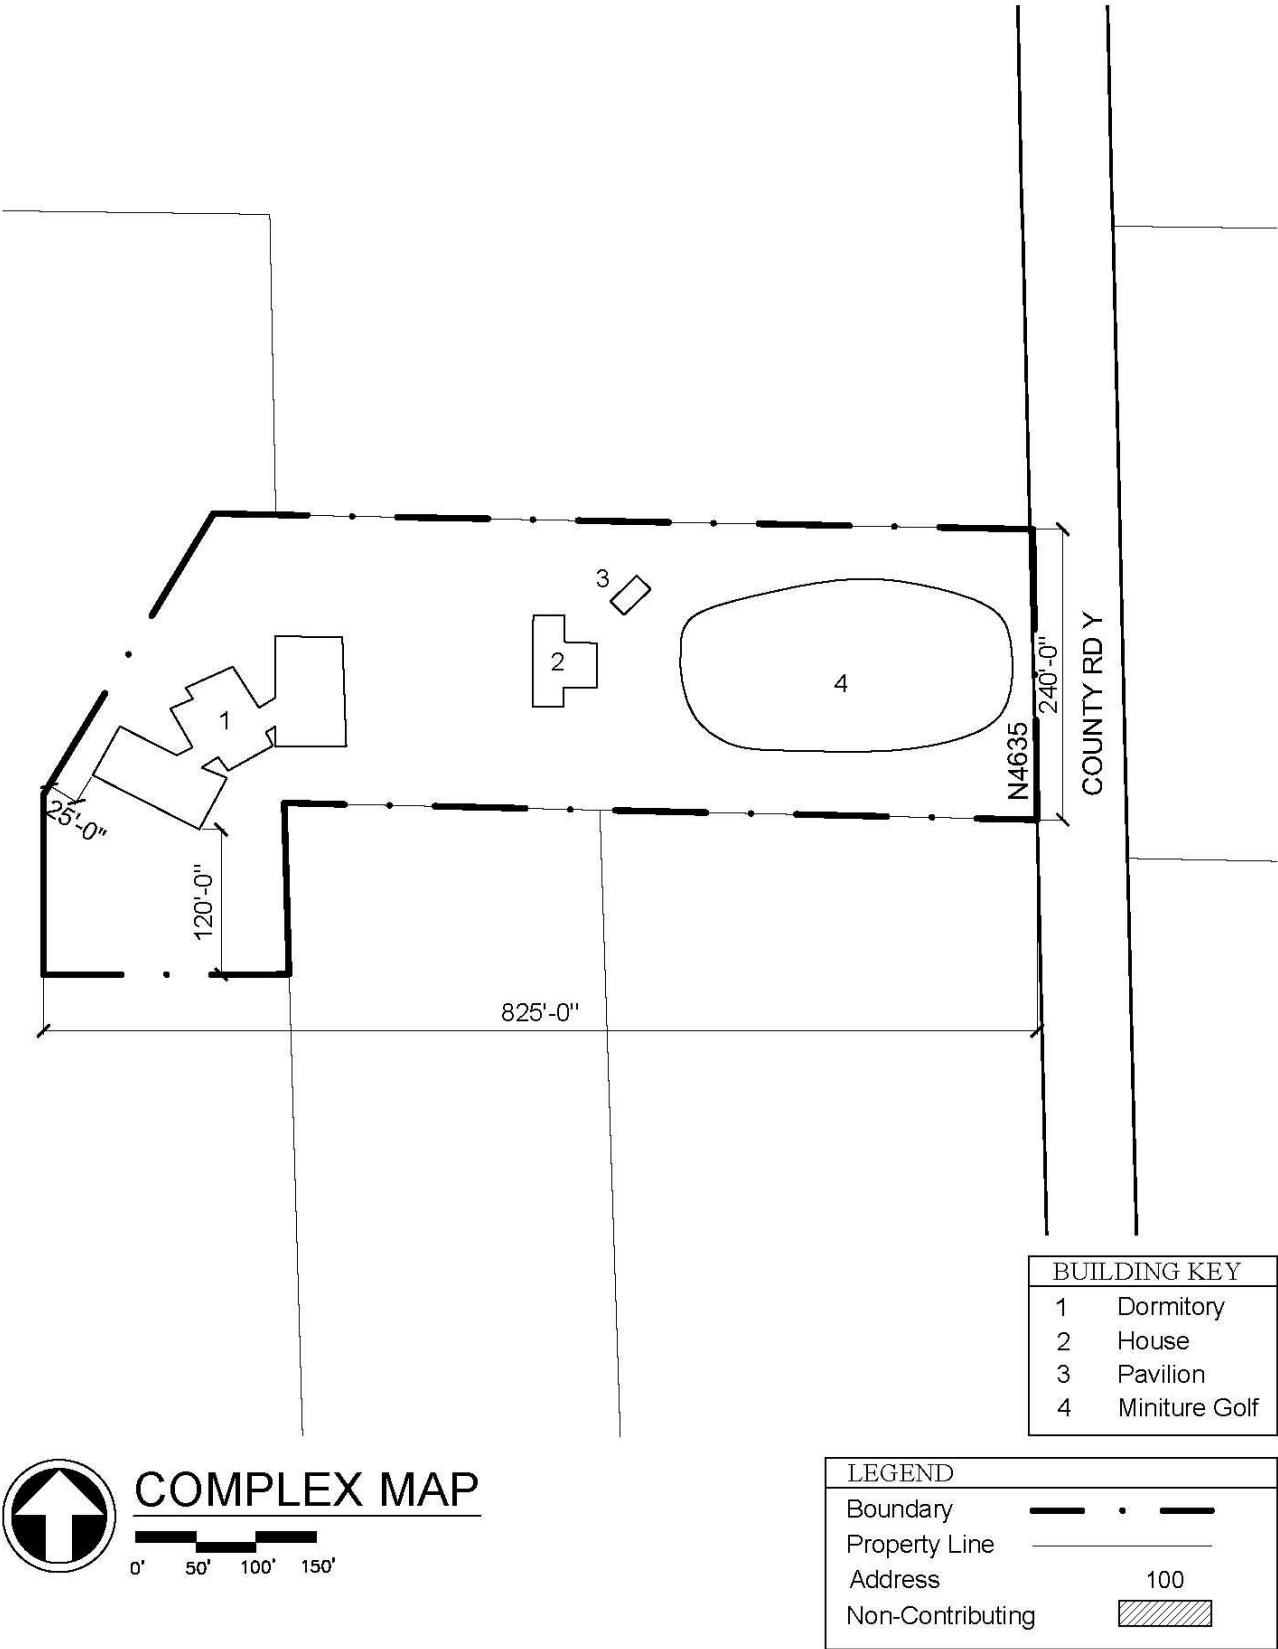 3
2
1
4
240'-0"
COUNTY RD Y
N4635
25'-0"
120'-0"
825'-0"
BUILDING KEY
1 Dormitory
2 House
3 Pavilion
4 Miniture Golf
COMPLEX MAP
0' 50' 100' 150'
LEGEND
Boundary
Property Line
Address 100
Non-Contributing